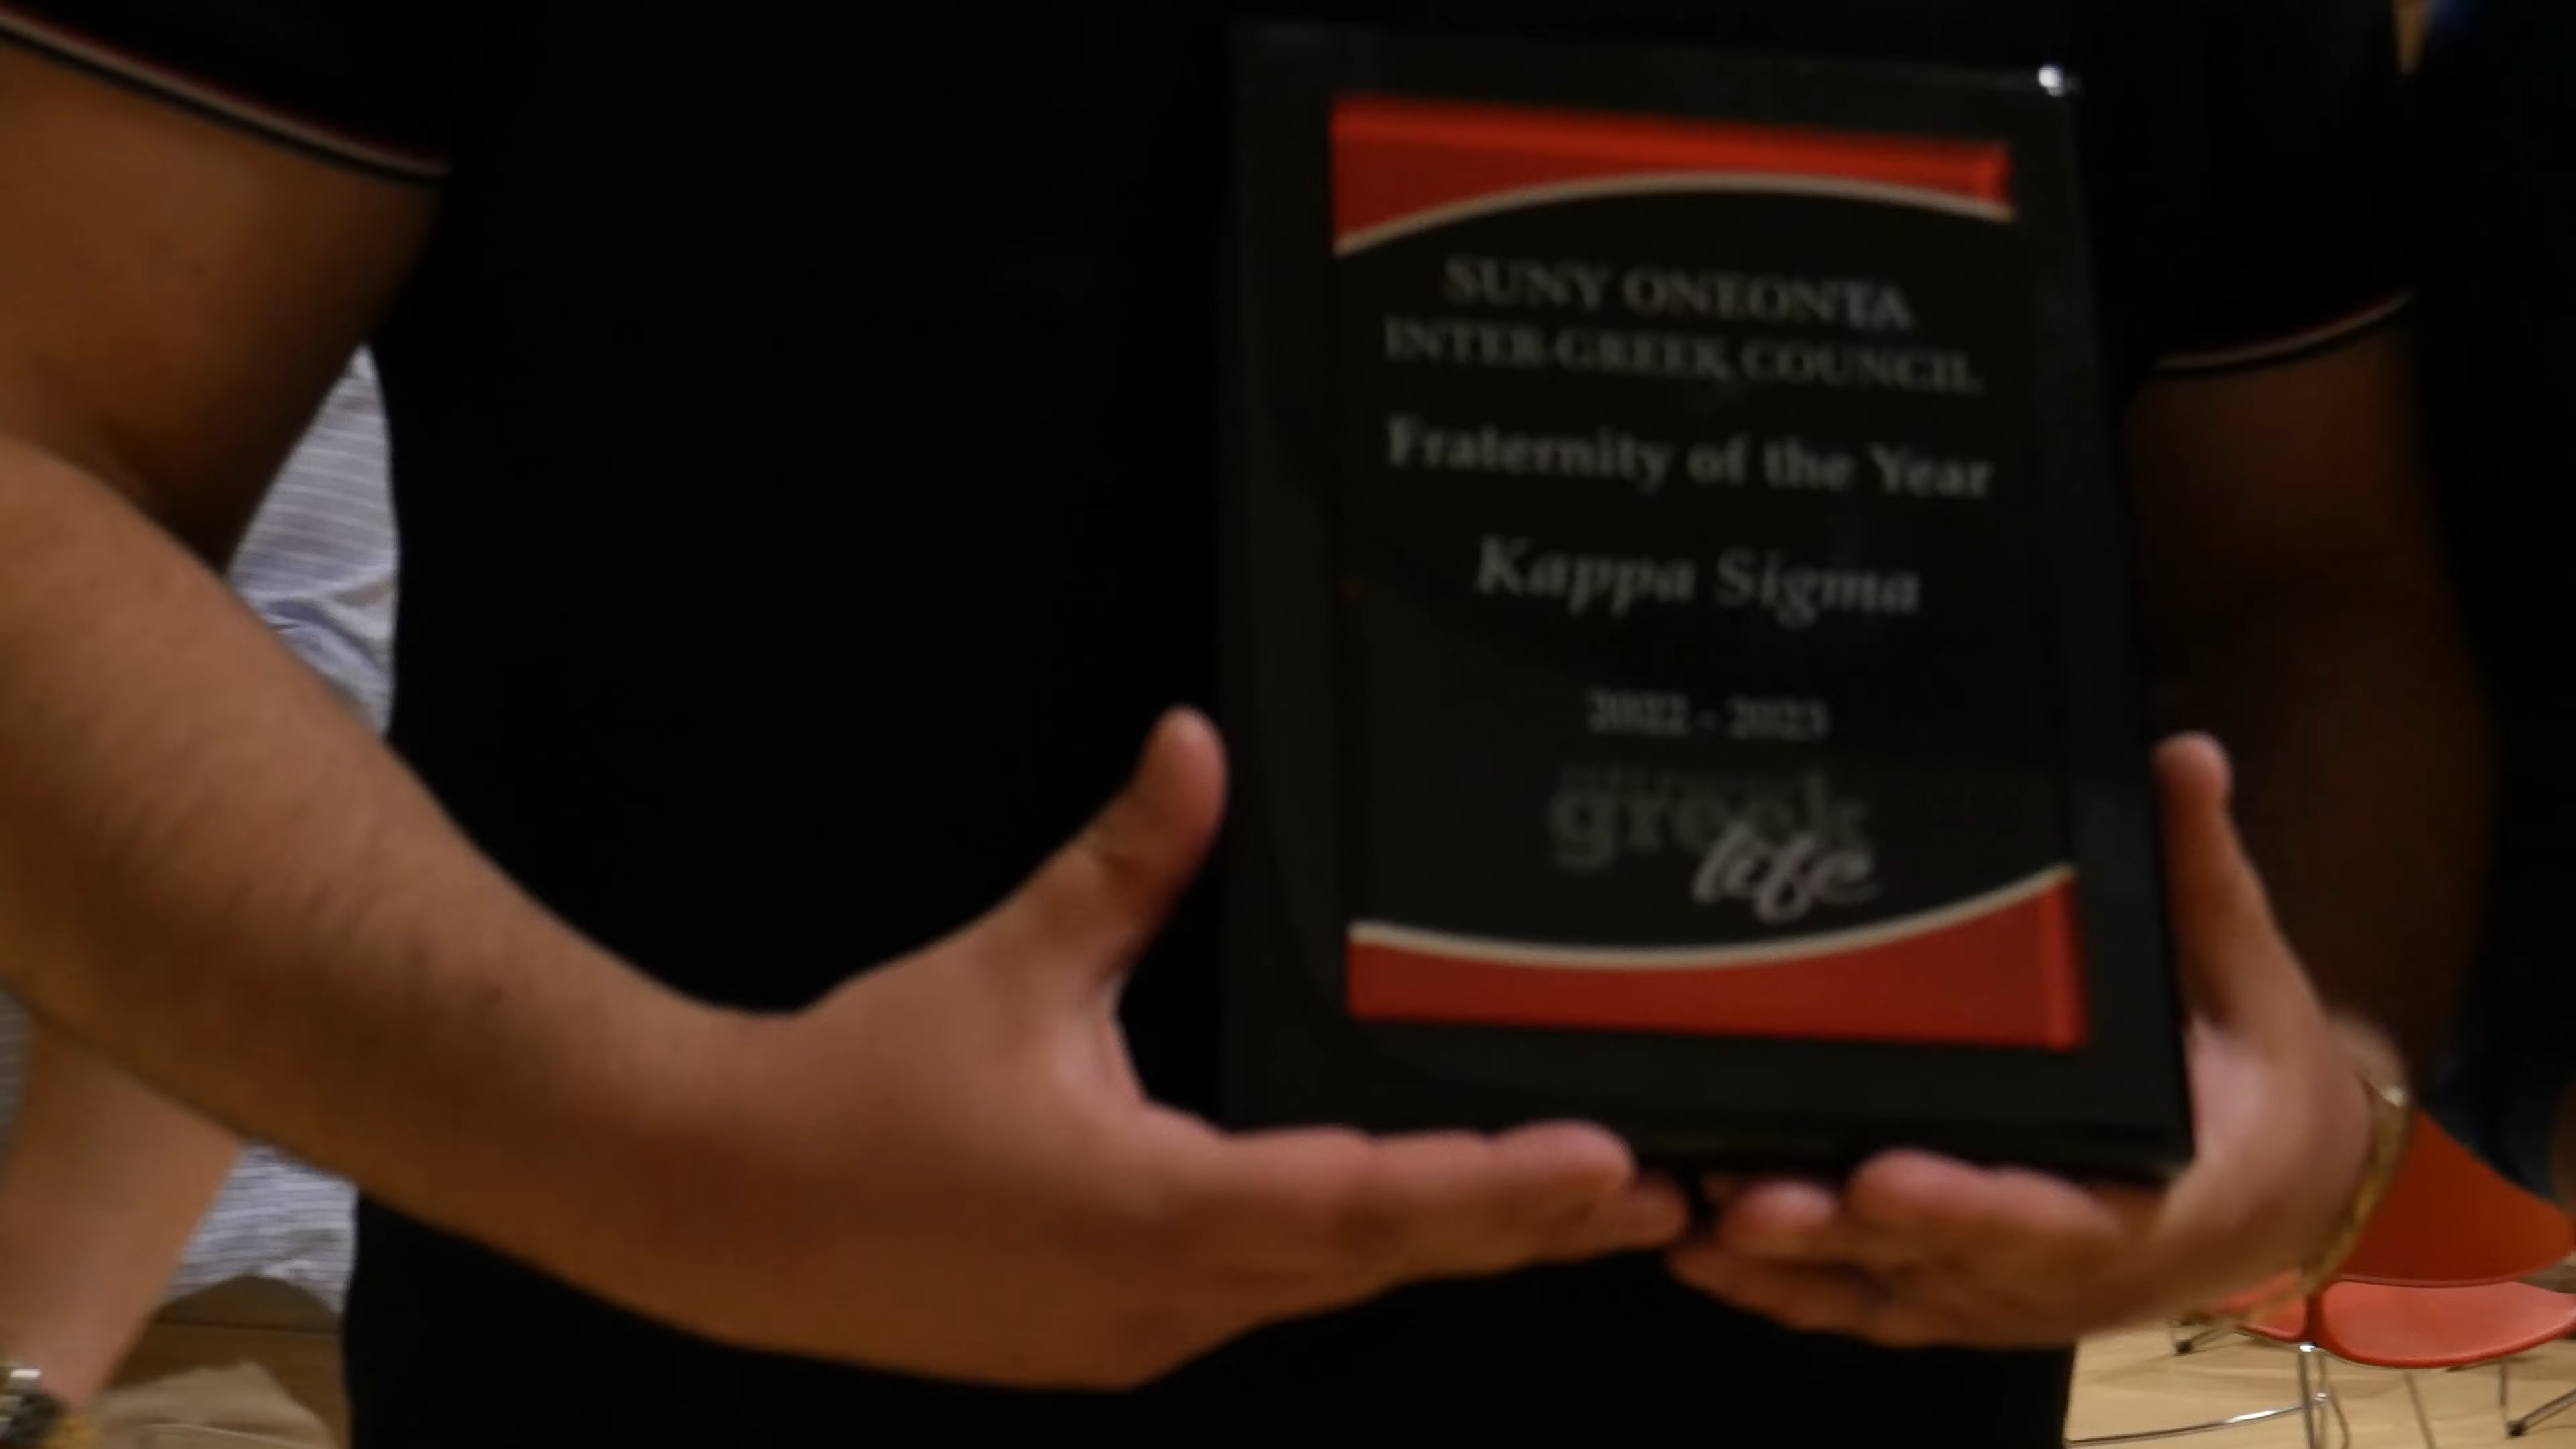 SUNY ONEONTA
INTER-GREEK COUNCIL
Fraternity of the Year
Kappa Sigma
2022 - 2023
greek
life